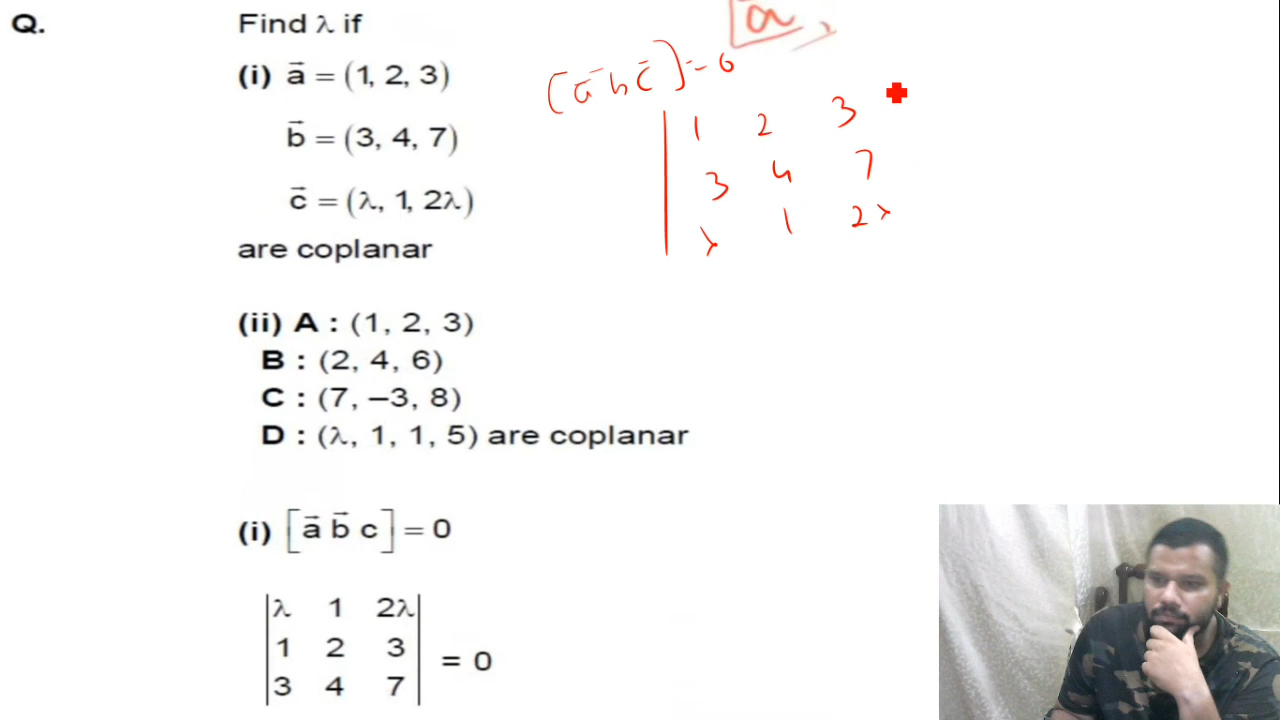 Q. Find λ if
(i) a⃗ = (1, 2, 3)
b⃗ = (3, 4, 7)
c⃗ = (λ, 1, 2λ)
are coplanar
(ii) A : (1, 2, 3)
B : (2, 4, 6)
C : (7, –3, 8)
D : (λ, 1, 1, 5) are coplanar
(i) [a⃗ b⃗ c] = 0
|λ 1 2λ|
|1 2 3| = 0
|3 4 7|
a
[a̅ b c̅] = 0
| 1 2 3
3 4 7
λ 1 2λ